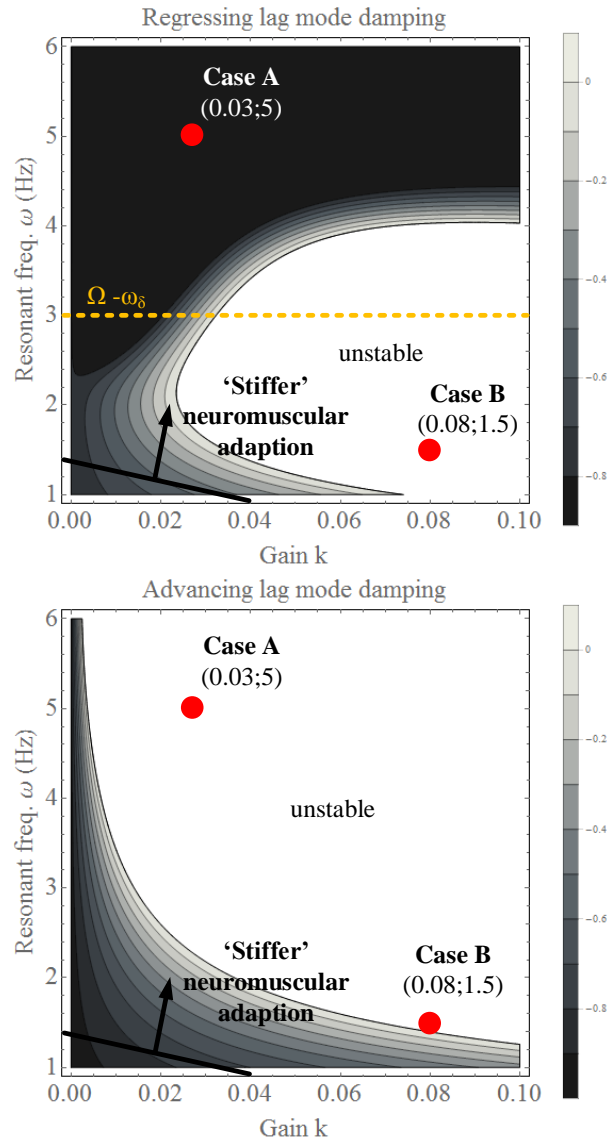 Regressing lag mode damping
6
Case A
(0.03;5)
0
5
-0.2
4
Ω -ωδ
-0.4
3
unstable
Resonant freq. ω (Hz)
'Stiffer'
neuromuscular
adaption
Case B
(0.08;1.5)
-0.6
2
-0.8
1
0.00 0.02 0.04 0.06 0.08 0.10
Gain k
Advancing lag mode damping
6
Case A
(0.03;5)
0
5
-0.2
unstable
4
-0.4
3
Resonant freq. ω (Hz)
'Stiffer'
neuromuscular
adaption
Case B
(0.08;1.5)
-0.6
2
-0.8
1
0.00 0.02 0.04 0.06 0.08 0.10
Gain k